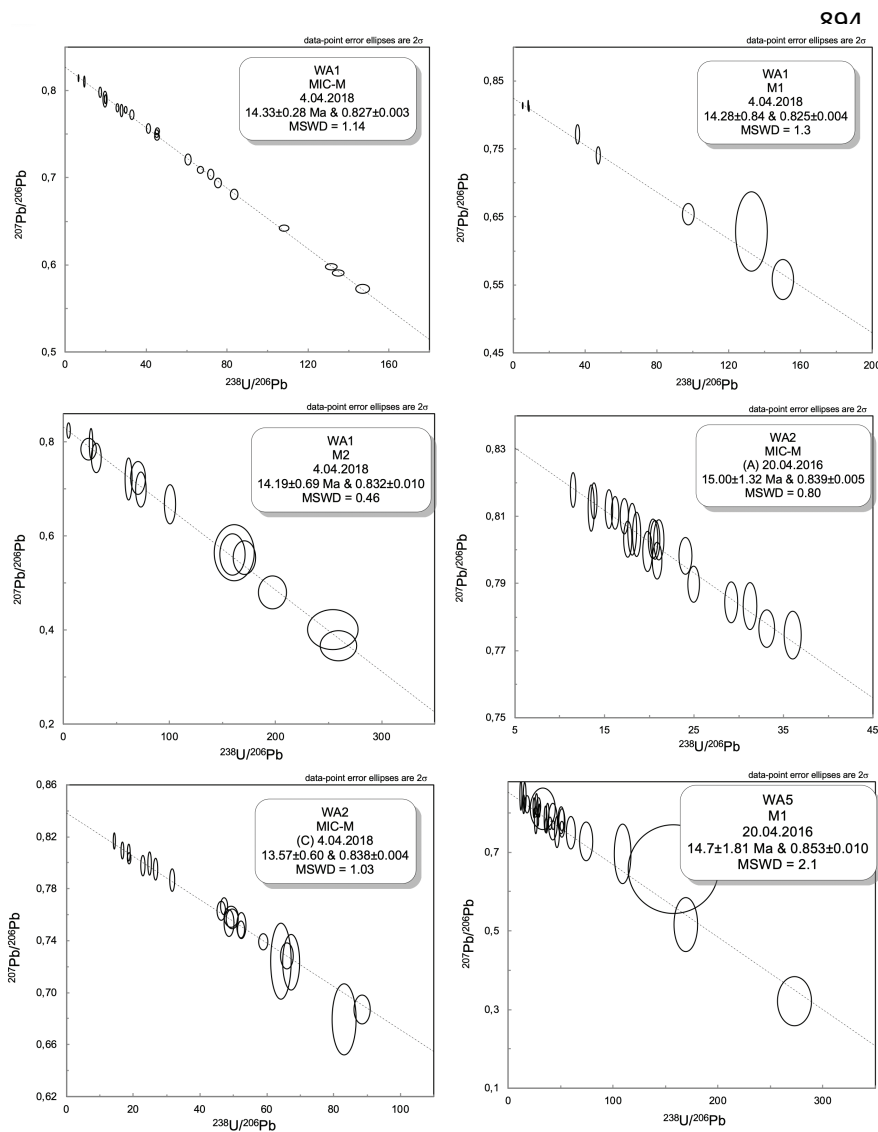 894
data-point error ellipses are 2σ
WA1
MIC-M
4.04.2018
14.33±0.28 Ma & 0.827±0.003
MSWD = 1.14
0,8
0,7
0,6
0,5
0
40
80
120
160
207Pb/206Pb
238U/206Pb
data-point error ellipses are 2σ
WA1
M1
4.04.2018
14.28±0.84 & 0.825±0.004
MSWD = 1.3
0,85
0,75
0,65
0,55
0,45
0
40
80
120
160
200
207Pb/206Pb
238U/206Pb
data-point error ellipses are 2σ
WA1
M2
4.04.2018
14.19±0.69 Ma & 0.832±0.010
MSWD = 0.46
0,8
0,6
0,4
0,2
0
100
200
300
207Pb/206Pb
238U/206Pb
data-point error ellipses are 2σ
WA2
MIC-M
(A) 20.04.2016
15.00±1.32 Ma & 0.839±0.005
MSWD = 0.80
0,83
0,81
0,79
0,77
0,75
5
15
25
35
45
207Pb/206Pb
238U/206Pb
data-point error ellipses are 2σ
WA2
MIC-M
(C) 4.04.2018
13.57±0.60 & 0.838±0.004
MSWD = 1.03
0,86
0,82
0,78
0,74
0,70
0,66
0,62
0
20
40
60
80
100
207Pb/206Pb
238U/206Pb
data-point error ellipses are 2σ
WA5
M1
20.04.2016
14.7±1.81 Ma & 0.853±0.010
MSWD = 2.1
0,7
0,5
0,3
0,1
0
100
200
300
207Pb/206Pb
238U/206Pb